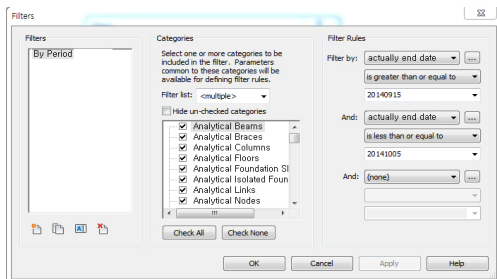 Filters
Filters
By Period
Categories
Select one or more categories to be
included in the filter. Parameters
common to these categories will be
available for defining filter rules.
Filter list: <multiple>
Hide un-checked categories
Analytical Beams
Analytical Braces
Analytical Columns
Analytical Floors
Analytical Foundation Sl
Analytical Isolated Foun
Analytical Links
Analytical Nodes
Check All Check None
Filter Rules
Filter by: actually end date ...
is greater than or equal to
20140915
And: actually end date ...
is less than or equal to
20141005
And: (none) ...
OK Cancel Apply Help